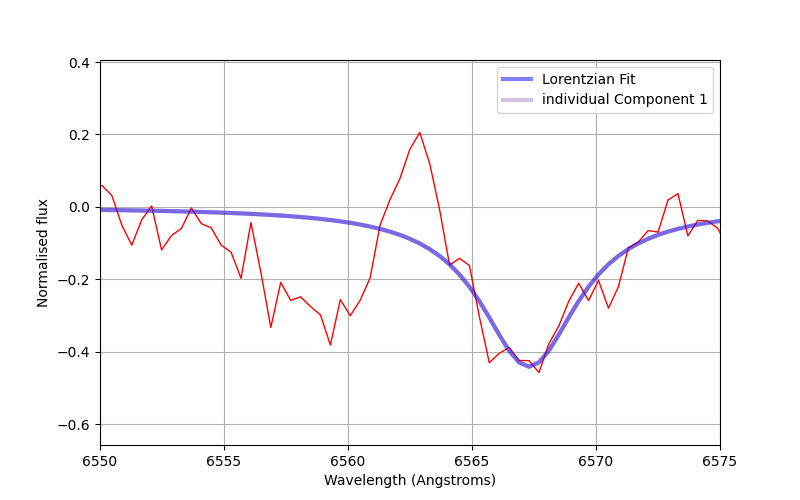 0.4
0.2
0.0
−0.2
−0.4
−0.6
Normalised flux
Lorentzian Fit
individual Component 1
6550 6555 6560 6565 6570 6575
Wavelength (Angstroms)